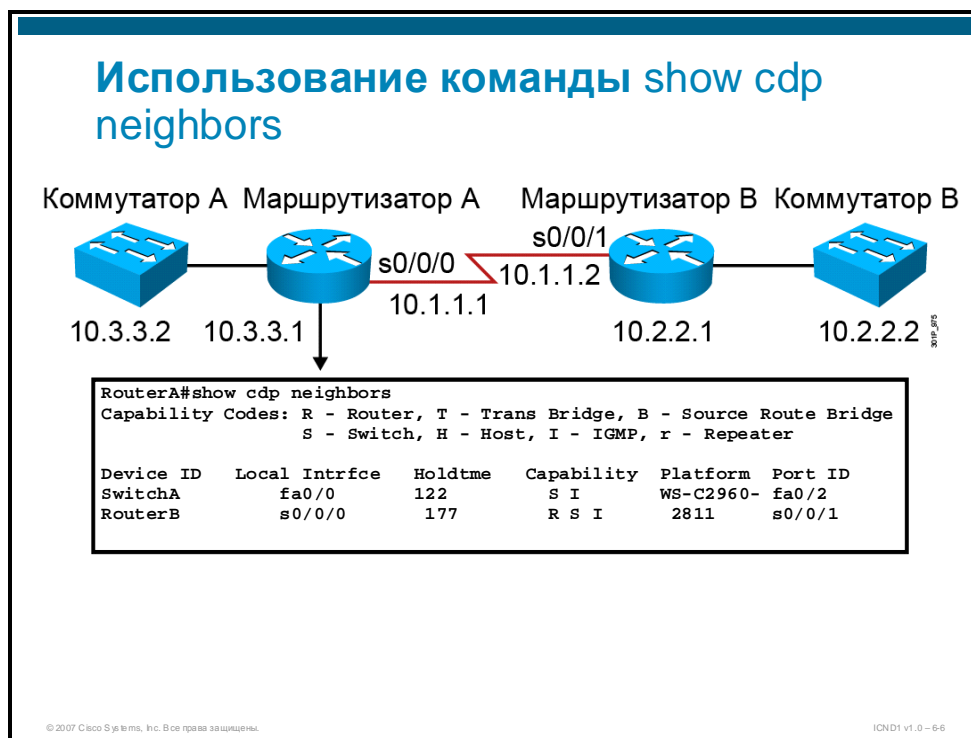 Использование команды show cdp
neighbors
Коммутатор A Маршрутизатор A Маршрутизатор B Коммутатор B
s0/0/1
s0/0/0
10.1.1.2
10.1.1.1
10.3.3.2 10.3.3.1 10.2.2.1 10.2.2.2
301P_875
RouterA#show cdp neighbors
Capability Codes: R - Router, T - Trans Bridge, B - Source Route Bridge
S - Switch, H - Host, I - IGMP, r - Repeater
Device ID Local Intrfce Holdtme Capability Platform Port ID
SwitchA fa0/0 122 S I WS-C2960- fa0/2
RouterB s0/0/0 177 R S I 2811 s0/0/1
© 2007 Cisco Systems, Inc. Все права защищены. ICND1 v1.0 – 6-6